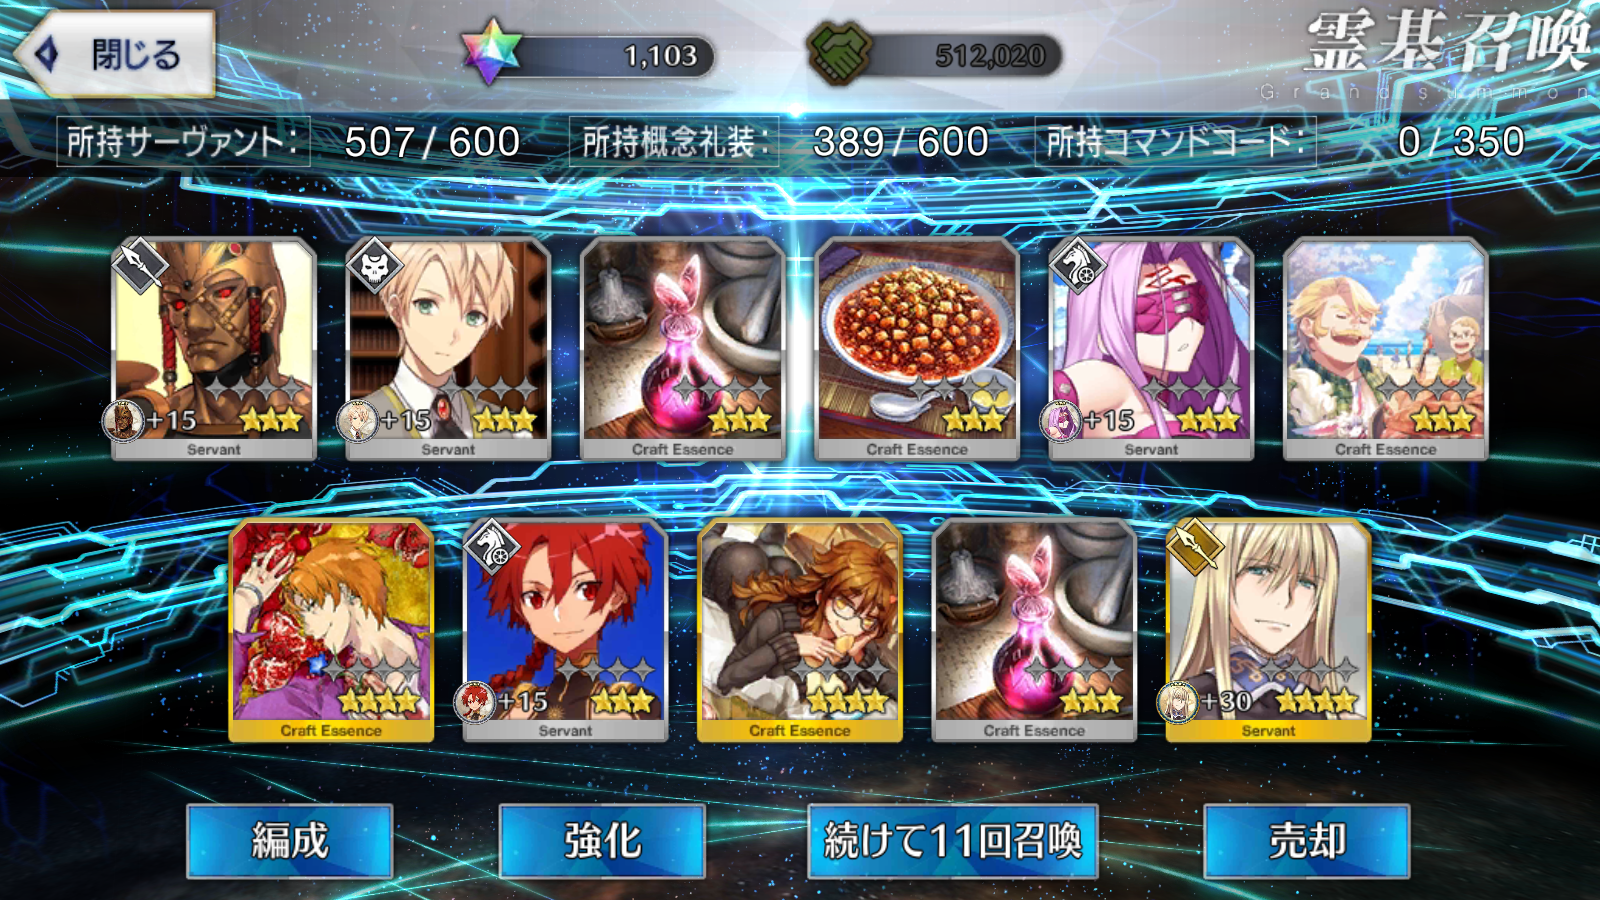 閉じる
1,103
512,020
霊基召喚
Grand summon
所持サーヴァント: 507/600
所持概念礼装: 389/600
所持コマンドコード: 0/350
+15
Servant
+15
Servant
Craft Essence
Craft Essence
+15
Servant
Craft Essence
Craft Essence
+15
Servant
Craft Essence
Craft Essence
+30
Servant
編成
強化
続けて11回召喚
売却